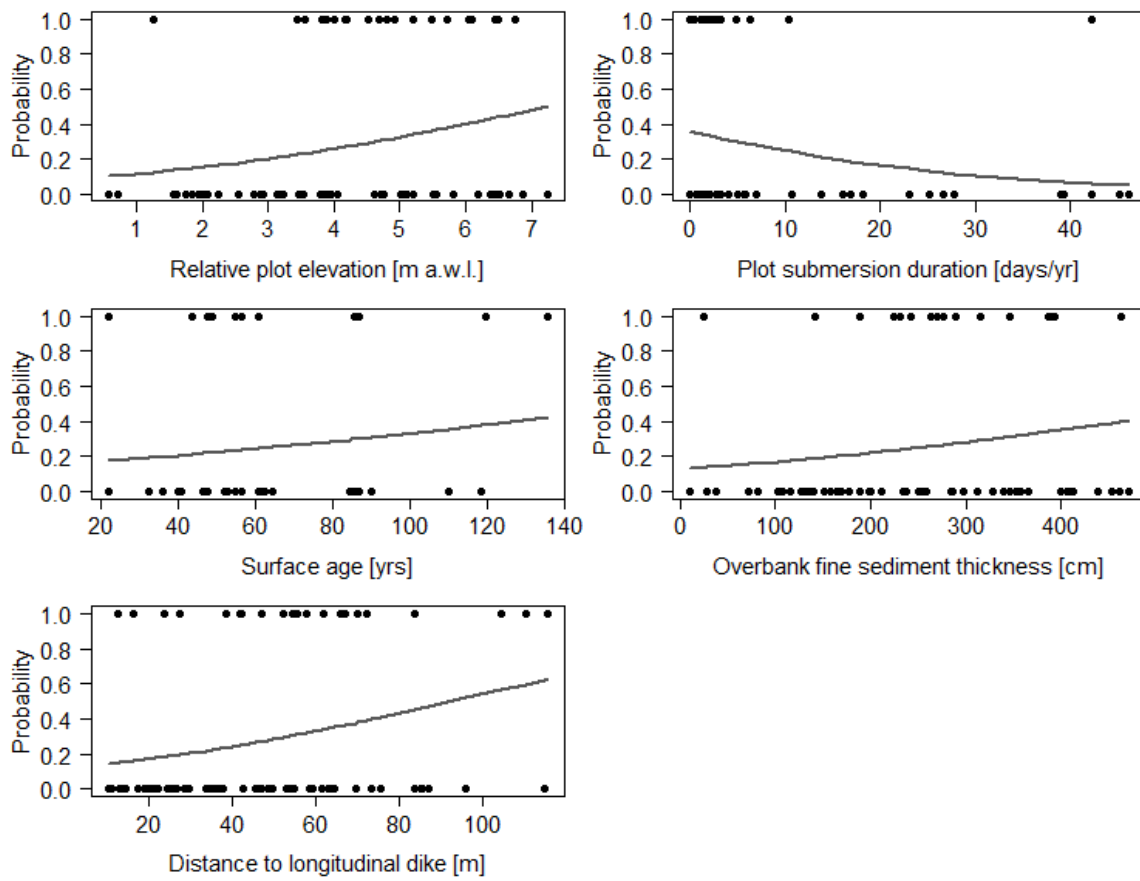 1.0
0.8
0.6
0.4
0.2
0.0
Probability
1 2 3 4 5 6 7
Relative plot elevation [m a.w.l.]
1.0
0.8
0.6
0.4
0.2
0.0
Probability
0 10 20 30 40
Plot submersion duration [days/yr]
1.0
0.8
0.6
0.4
0.2
0.0
Probability
20 40 60 80 100 120 140
Surface age [yrs]
1.0
0.8
0.6
0.4
0.2
0.0
Probability
0 100 200 300 400
Overbank fine sediment thickness [cm]
1.0
0.8
0.6
0.4
0.2
0.0
Probability
20 40 60 80 100
Distance to longitudinal dike [m]